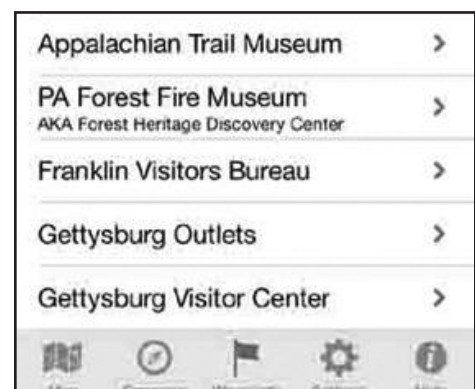 Appalachian Trail Museum
PA Forest Fire Museum
AKA Forest Heritage Discovery Center
Franklin Visitors Bureau
Gettysburg Outlets
Gettysburg Visitor Center